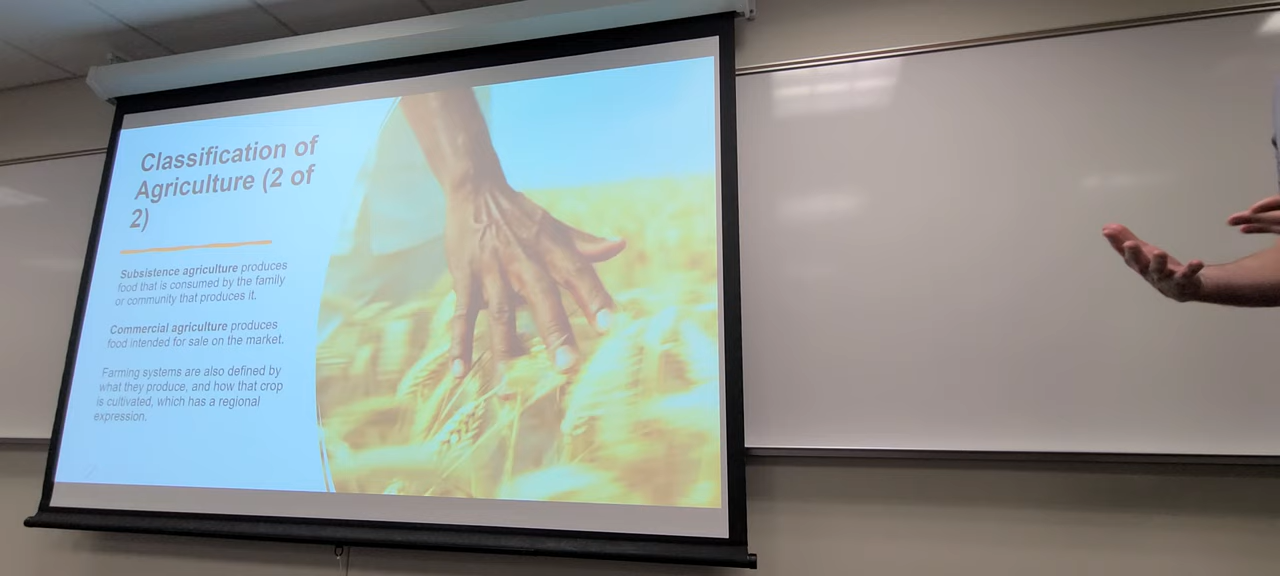 Classification of
Agriculture (2 of
2)
Subsistence agriculture produces
food that is consumed by the family
or community that produces it.
Commercial agriculture produces
food intended for sale on the market.
Farming systems are also defined by
what they produce, and how that crop
is cultivated, which has a regional
expression.